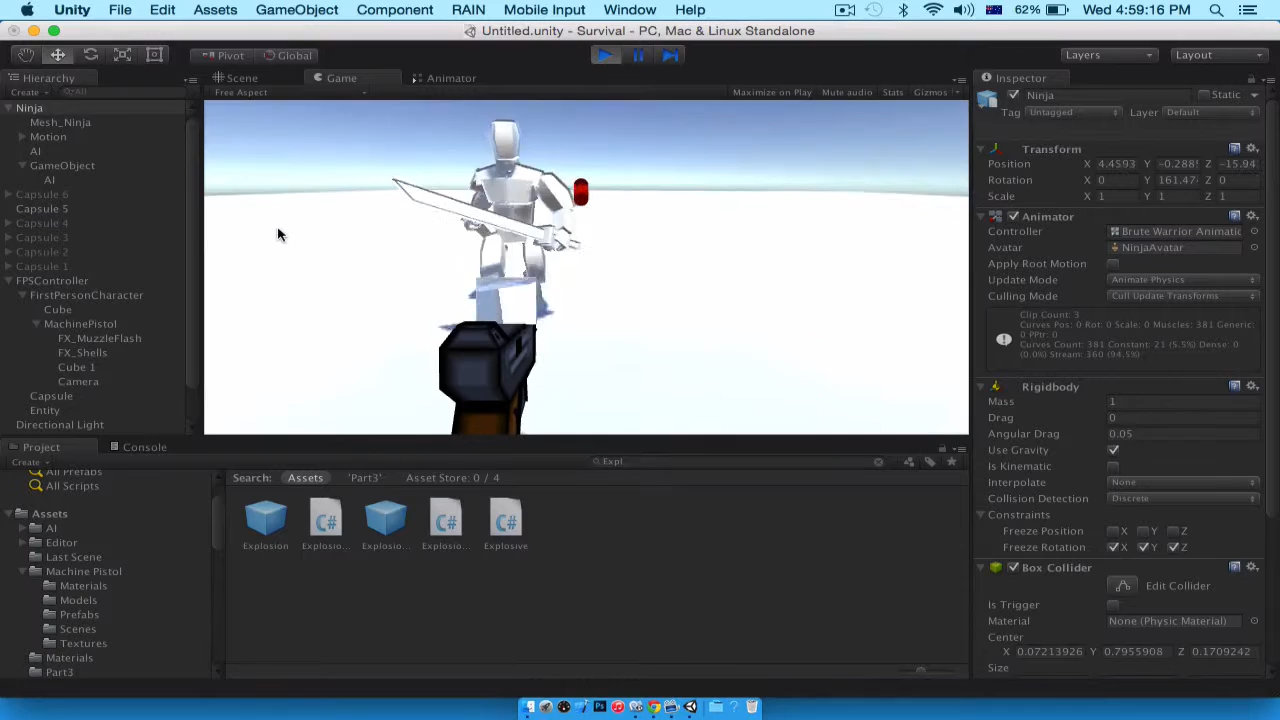 Unity File Edit Assets GameObject Component RAIN Mobile Input Window Help 62% Wed 4:59:16 PM
Untitled.unity - Survival - PC, Mac & Linux Standalone
Pivot Global Layers Layout
Hierarchy Scene Game Animator Inspector
Create All Free Aspect Maximize on Play Mute audio Stats Gizmos
Ninja Static
Tag Untagged Layer Default
Ninja
Mesh_Ninja
Motion
AI
GameObject
AI
Capsule 6
Capsule 5
Capsule 4
Capsule 3
Capsule 2
Capsule 1
FPSController
FirstPersonCharacter
Cube
MachinePistol
FX_MuzzleFlash
FX_Shells
Cube 1
Camera
Capsule
Entity
Directional Light
Transform
Position X 4.4593 Y -0.288 Z -15.94
Rotation X 0 Y 161.47 Z 0
Scale X 1 Y 1 Z 1
Animator
Controller Brute Warrior Animatic
Avatar NinjaAvatar
Apply Root Motion
Update Mode Animate Physics
Culling Mode Cull Update Transforms
Clip Count: 3
Curves Pos: 0 Rot: 0 Scale: 0 Muscles: 381 Generic:
0 PPtr: 0
Curves Count: 381 Constant: 21 (5.5%) Dense: 0
(0.0%) Stream: 360 (94.5%)
Rigidbody
Mass 1
Drag 0
Angular Drag 0.05
Use Gravity
Is Kinematic
Interpolate None
Collision Detection Discrete
Constraints
Freeze Position X Y Z
Freeze Rotation X Y Z
Box Collider
Edit Collider
Is Trigger
Material None (Physic Material)
Center
X 0.07213926 Y 0.7955908 Z 0.1709242
Size
Project Console
Create Expl
Search: Assets 'Part3' Asset Store: 0 / 4
All Prefabs
All Scripts
Assets
AI
Editor
Last Scene
Machine Pistol
Materials
Models
Prefabs
Scenes
Textures
Materials
Part3
C# C# C#
Explosion Explosio... Explosio... Explosio... Explosive